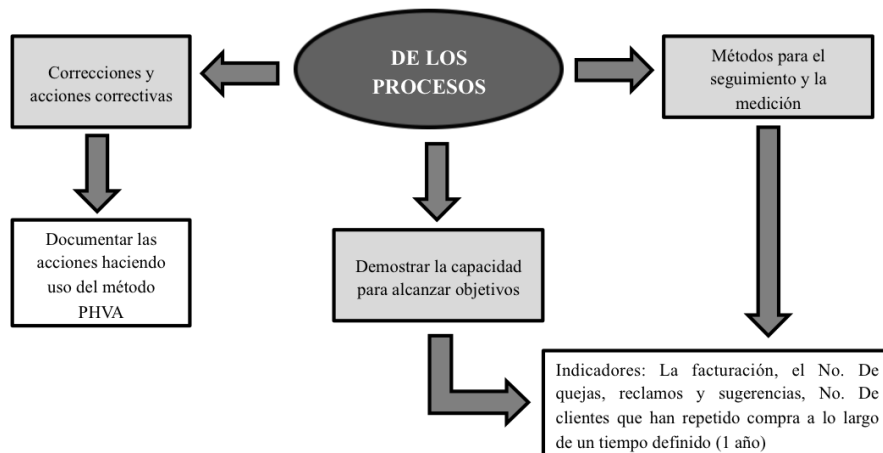 DE LOS
PROCESOS
Correcciones y
acciones correctivas
Métodos para el
seguimiento y la
medición
Documentar las
acciones haciendo
uso del método
PHVA
Demostrar la capacidad
para alcanzar objetivos
Indicadores: La facturación, el No. De
quejas, reclamos y sugerencias, No. De
clientes que han repetido compra a lo largo
de un tiempo definido (1 año)